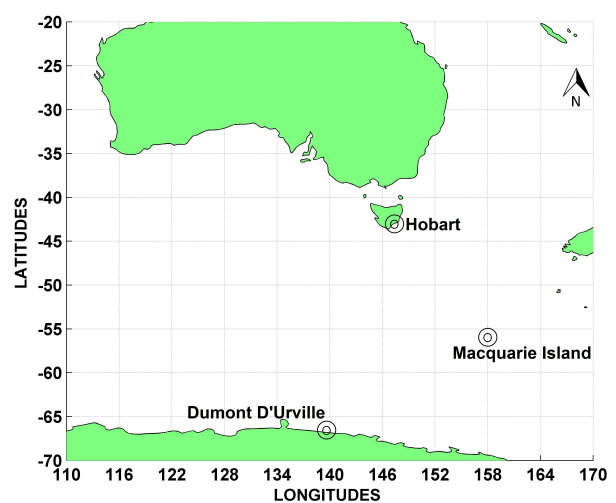 -20
-25
-30
-35
-40
-45
-50
-55
-60
-65
-70
LATITUDES
N
Hobart
Macquarie Island
Dumont D'Urville
110 116 122 128 134 140 146 152 158 164 170
LONGITUDES